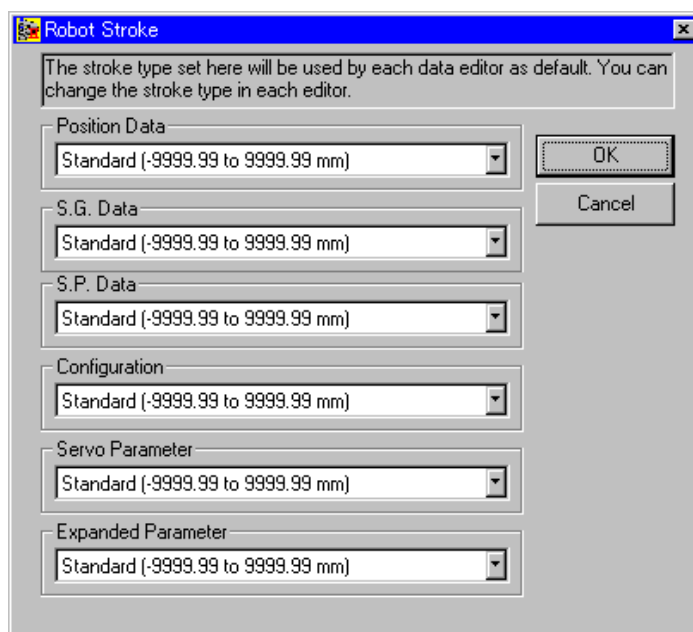 Robot Stroke
The stroke type set here will be used by each data editor as default. You can
change the stroke type in each editor.
Position Data
Standard (-9999.99 to 9999.99 mm)
OK
Cancel
S.G. Data
Standard (-9999.99 to 9999.99 mm)
S.P. Data
Standard (-9999.99 to 9999.99 mm)
Configuration
Standard (-9999.99 to 9999.99 mm)
Servo Parameter
Standard (-9999.99 to 9999.99 mm)
Expanded Parameter
Standard (-9999.99 to 9999.99 mm)